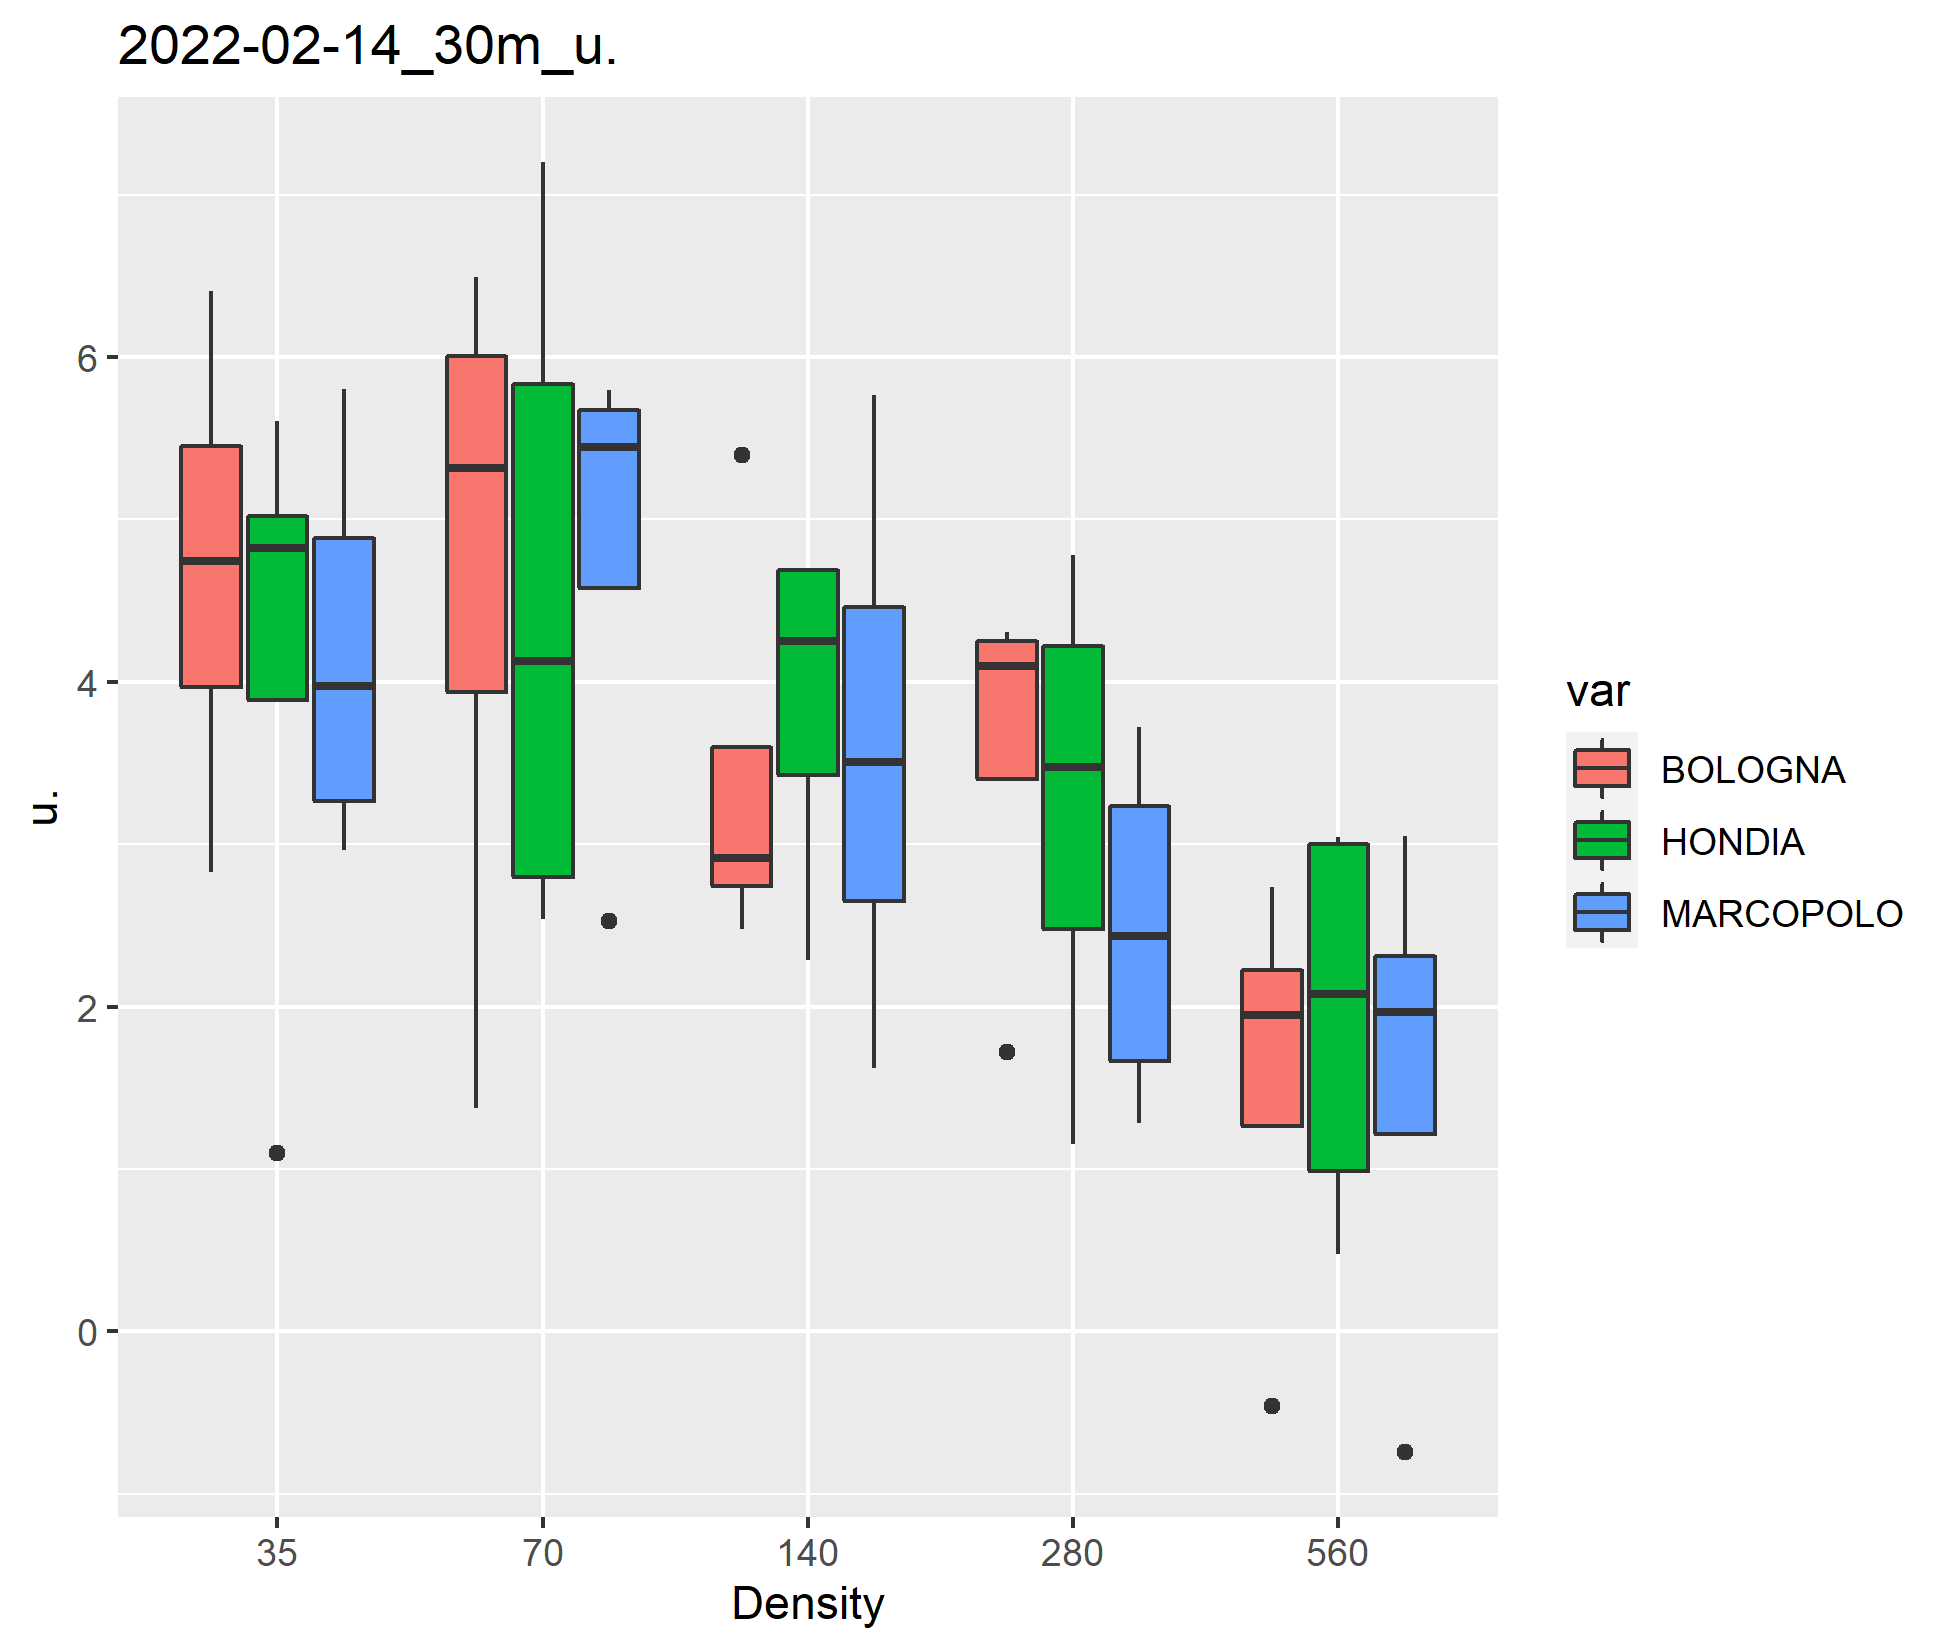 2022-02-14_30m_u.
6
4
2
0
u.
35 70 140 280 560
Density
var
BOLOGNA
HONDIA
MARCOPOLO